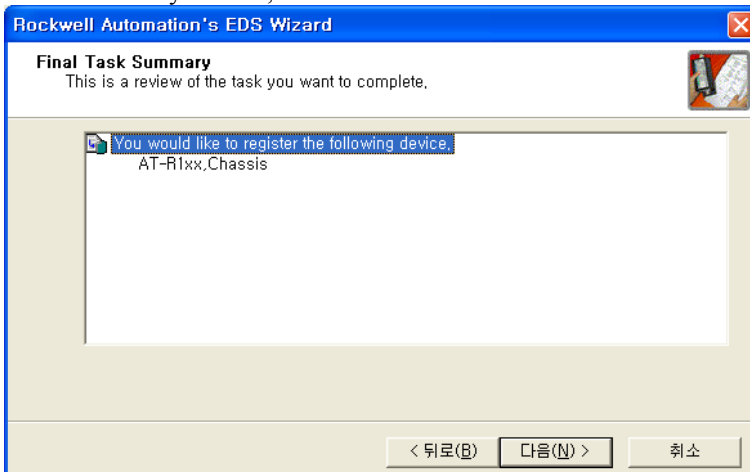 Rockwell Automation's EDS Wizard
Final Task Summary
This is a review of the task you want to complete,
You would like to register the following device,
AT-R1xx,Chassis
< 뒤로(B)
다음(N) >
취소